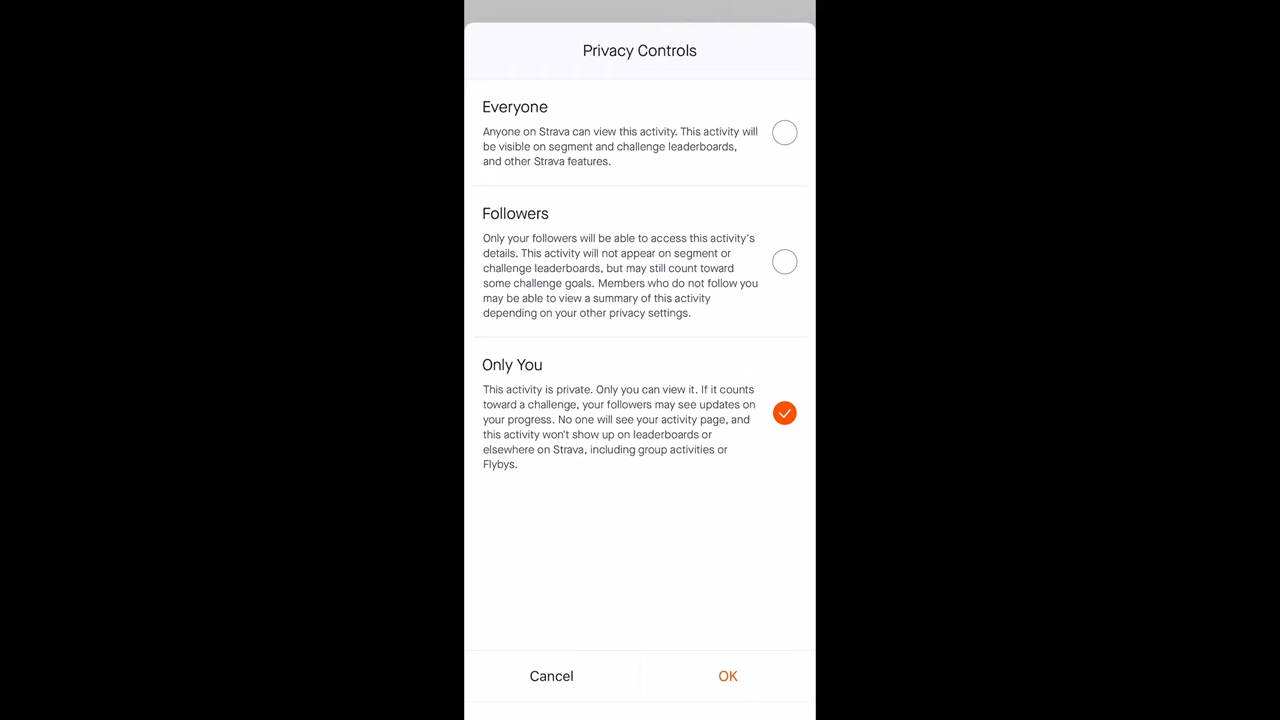 Privacy Controls
Everyone
Anyone on Strava can view this activity. This activity will
be visible on segment and challenge leaderboards,
and other Strava features.
Followers
Only your followers will be able to access this activity's
details. This activity will not appear on segment or
challenge leaderboards, but may still count toward
some challenge goals. Members who do not follow you
may be able to view a summary of this activity
depending on your other privacy settings.
Only You
This activity is private. Only you can view it. If it counts
toward a challenge, your followers may see updates on
your progress. No one will see your activity page, and
this activity won't show up on leaderboards or
elsewhere on Strava, including group activities or
Flybys.
Cancel
OK